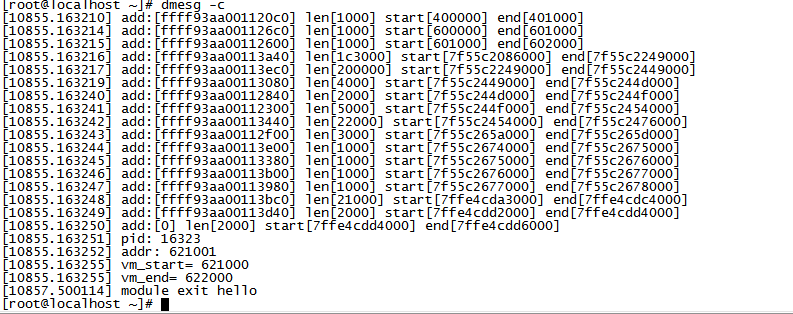 [root@localhost ~]# dmesg -c
[10855.163210] add:[ffff93aa001120c0] len[1000] start[400000] end[401000]
[10855.163214] add:[ffff93aa001126c0] len[1000] start[600000] end[601000]
[10855.163215] add:[ffff93aa00112600] len[1000] start[601000] end[602000]
[10855.163216] add:[ffff93aa00113a40] len[1c3000] start[7f55c2086000] end[7f55c2249000]
[10855.163217] add:[ffff93aa00113ec0] len[200000] start[7f55c2249000] end[7f55c2449000]
[10855.163219] add:[ffff93aa00113080] len[4000] start[7f55c2449000] end[7f55c244d000]
[10855.163240] add:[ffff93aa00112840] len[2000] start[7f55c244d000] end[7f55c244f000]
[10855.163241] add:[ffff93aa00112300] len[5000] start[7f55c244f000] end[7f55c2454000]
[10855.163242] add:[ffff93aa00113440] len[22000] start[7f55c2454000] end[7f55c2476000]
[10855.163243] add:[ffff93aa00112f00] len[3000] start[7f55c265a000] end[7f55c265d000]
[10855.163244] add:[ffff93aa00113e00] len[1000] start[7f55c2674000] end[7f55c2675000]
[10855.163245] add:[ffff93aa00113380] len[1000] start[7f55c2675000] end[7f55c2676000]
[10855.163246] add:[ffff93aa00113b00] len[1000] start[7f55c2676000] end[7f55c2677000]
[10855.163247] add:[ffff93aa00113980] len[1000] start[7f55c2677000] end[7f55c2678000]
[10855.163248] add:[ffff93aa00113bc0] len[21000] start[7ffe4cda3000] end[7ffe4cdc4000]
[10855.163249] add:[ffff93aa00113d40] len[2000] start[7ffe4cdd2000] end[7ffe4cdd4000]
[10855.163250] add:[0] len[2000] start[7ffe4cdd4000] end[7ffe4cdd6000]
[10855.163251] pid: 16323
[10855.163252] addr: 621001
[10855.163255] vm_start= 621000
[10855.163255] vm_end= 622000
[10857.500114] module exit hello
[root@localhost ~]#